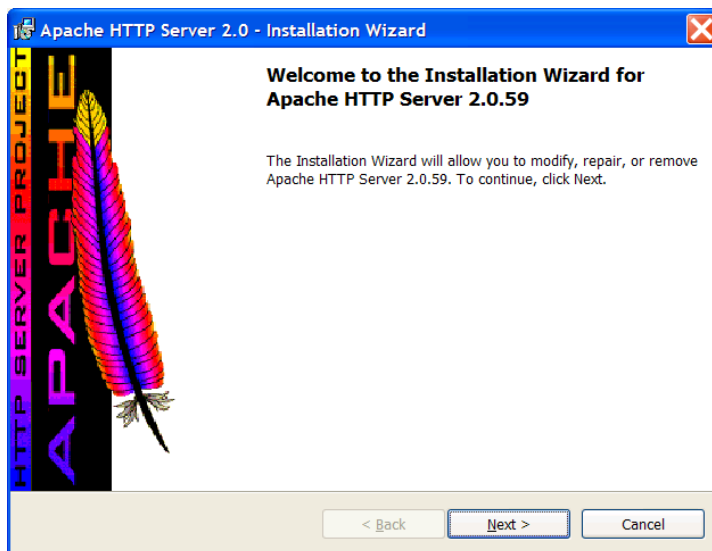 Apache HTTP Server 2.0 - Installation Wizard
HTTP SERVER PROJECT
APACHE
Welcome to the Installation Wizard for
Apache HTTP Server 2.0.59
The Installation Wizard will allow you to modify, repair, or remove
Apache HTTP Server 2.0.59. To continue, click Next.
< Back
Next >
Cancel